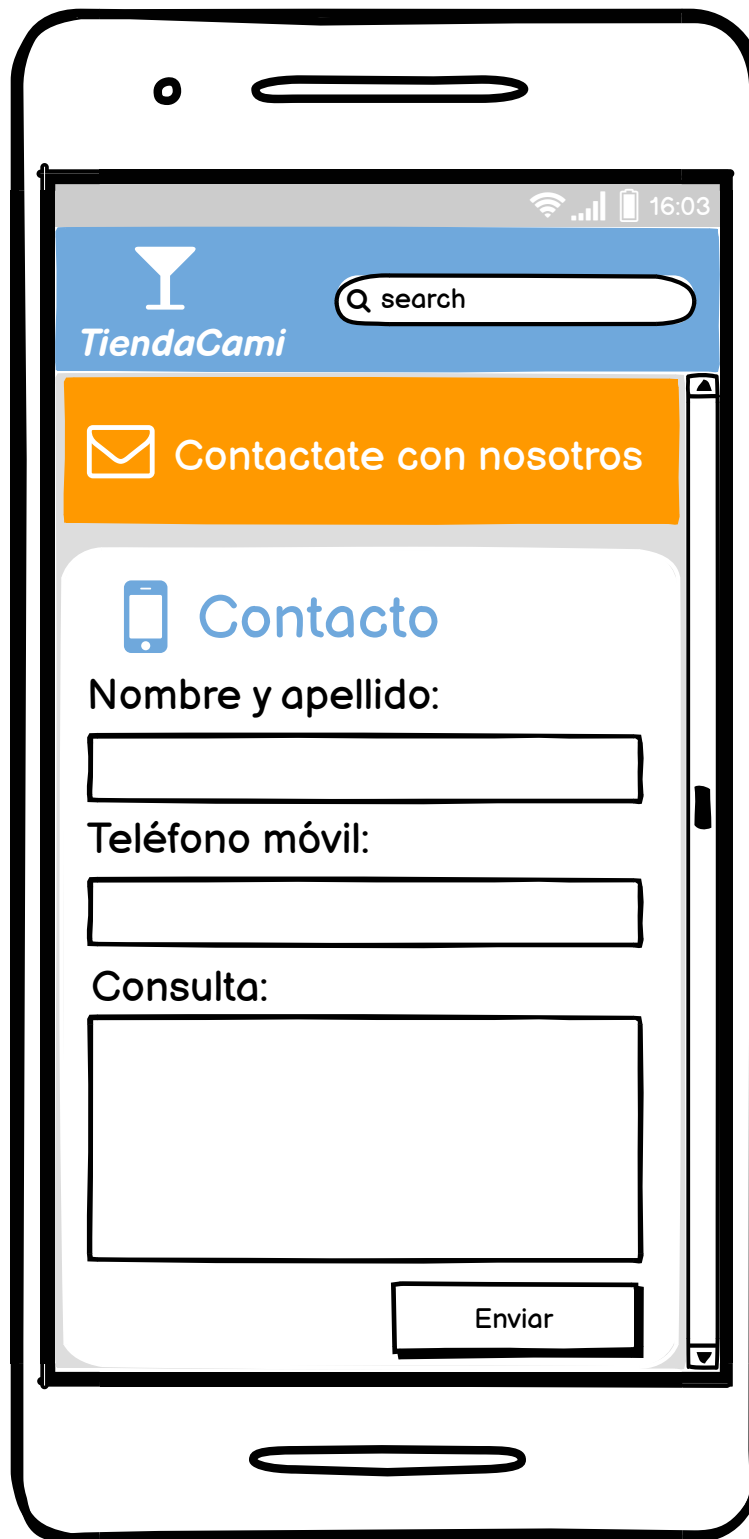 16:03
search
TiendaCami
Contactate con nosotros
Contacto
Nombre y apellido:
Teléfono móvil:
Consulta:
Enviar